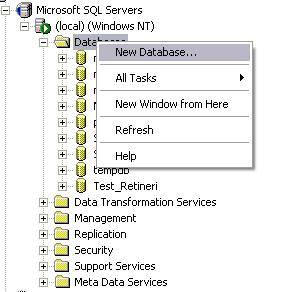 Microsoft SQL Servers
(local) (Windows NT)
Databases
New Database...
All Tasks
New Window from Here
Refresh
Help
tempdb
Test_Retineri
Data Transformation Services
Management
Replication
Security
Support Services
Meta Data Services